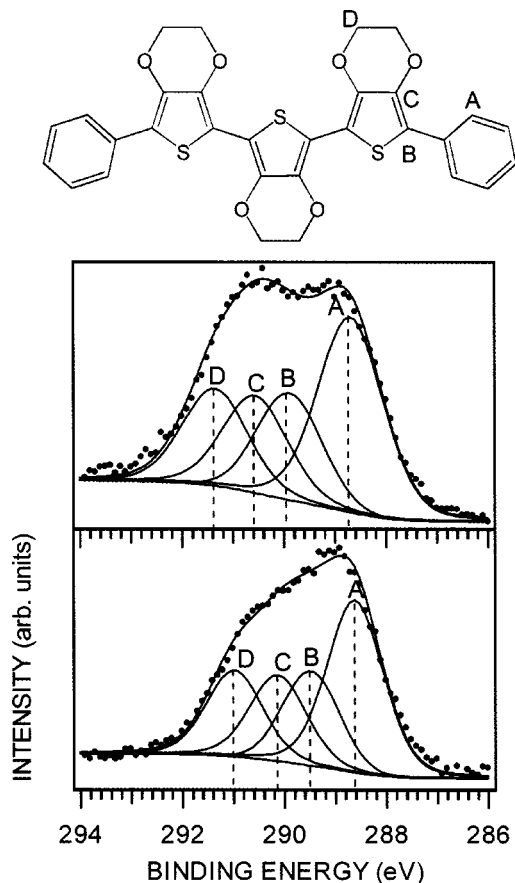 D
O O O O
C A
S
S S B
O O
A
D C B
A
D C B
INTENSITY (arb. units)
294 292 290 288 286
BINDING ENERGY (eV)